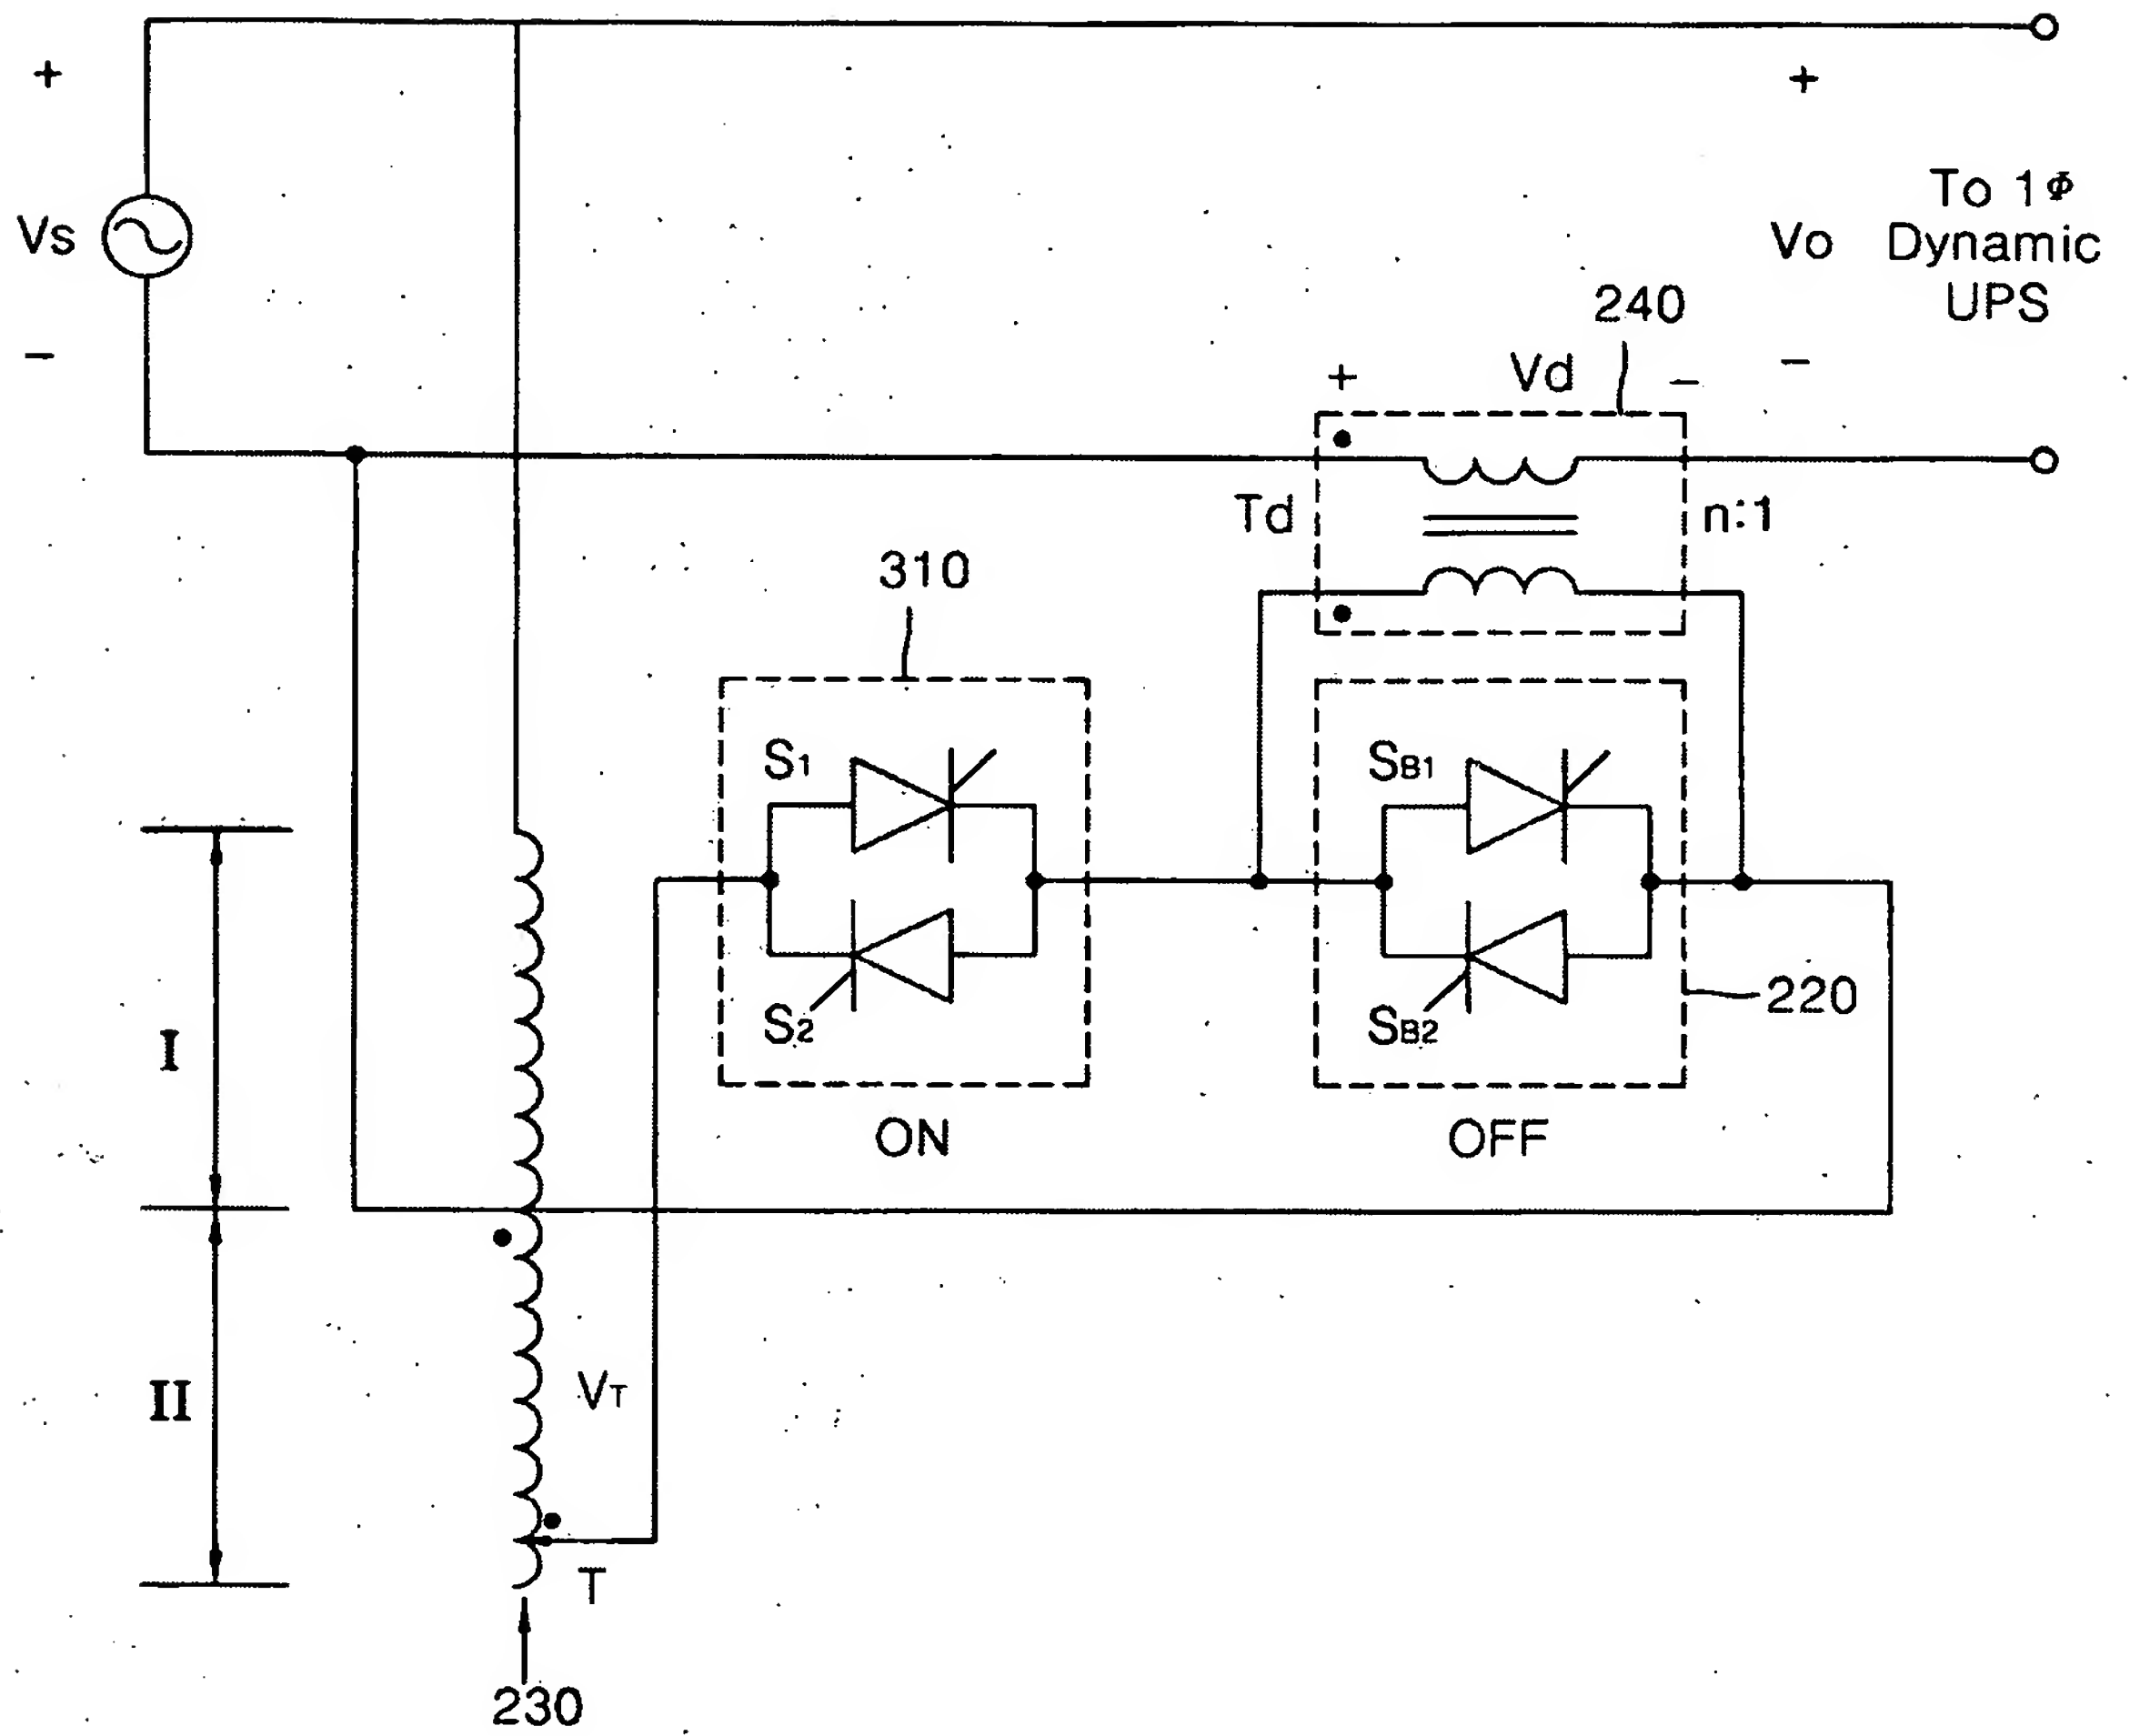 +
+
To 1Φ
Vs
Vo Dynamic
UPS
240
−
−
+ Vd −
Td
n:1
310
S1
SB1
S2
SB2
220
I
ON
OFF
II
VT
T
230